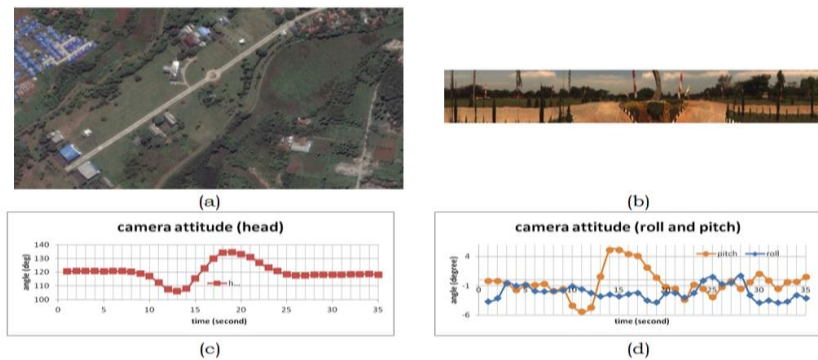 (a)
(b)
camera attitude (head)
angle (deg)
140
130
120
110
100
h...
0 5 10 15 20 25 30 35
time (second)
(c)
camera attitude (roll and pitch)
angle (degree)
4
-1
-6
pitch roll
0 5 10 15 20 25 30 35
time (second)
(d)